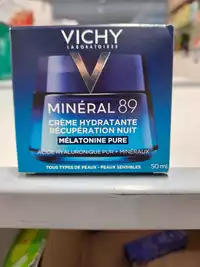 VICHY
LABORATOIRES
MINÉRAL 89
CRÈME HYDRATANTE
RÉCUPÉRATION NUIT
MÉLATONINE PURE
ACIDE HYALURONIQUE PUR + MINÉRAUX
TOUS TYPES DE PEAUX - PEAUX SENSIBLES
50 ml